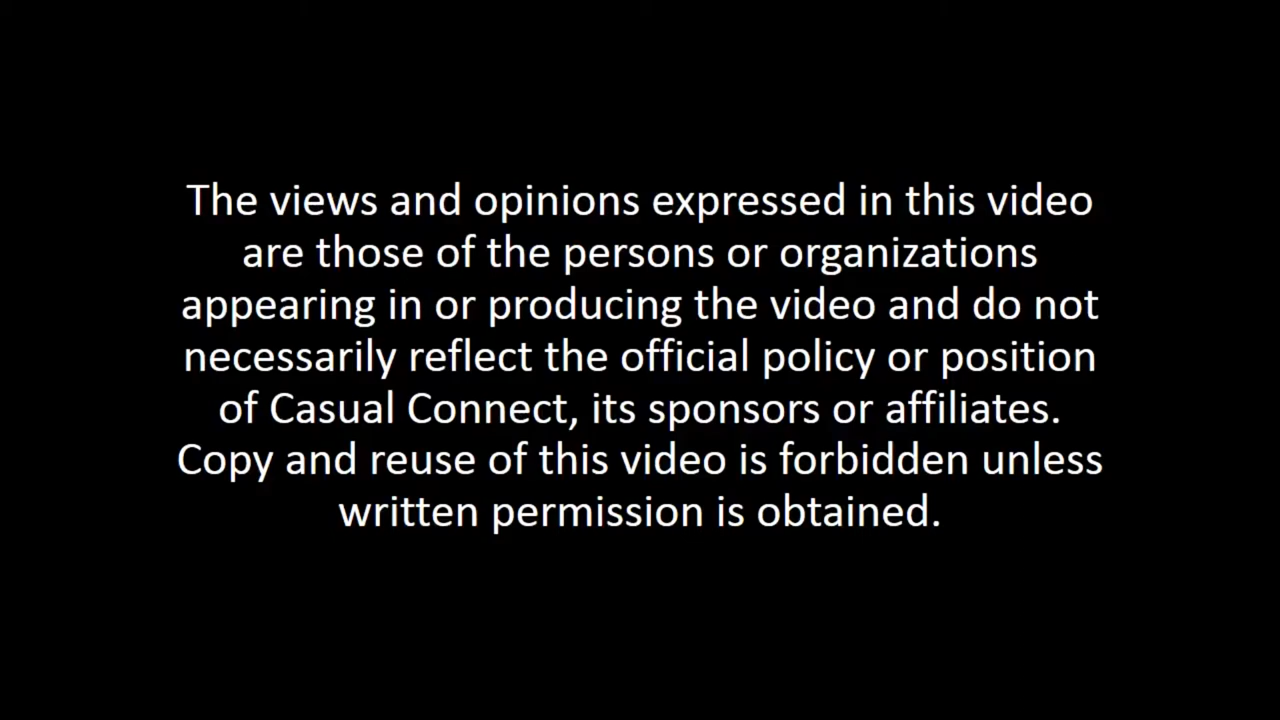 The views and opinions expressed in this video
are those of the persons or organizations
appearing in or producing the video and do not
necessarily reflect the official policy or position
of Casual Connect, its sponsors or affiliates.
Copy and reuse of this video is forbidden unless
written permission is obtained.